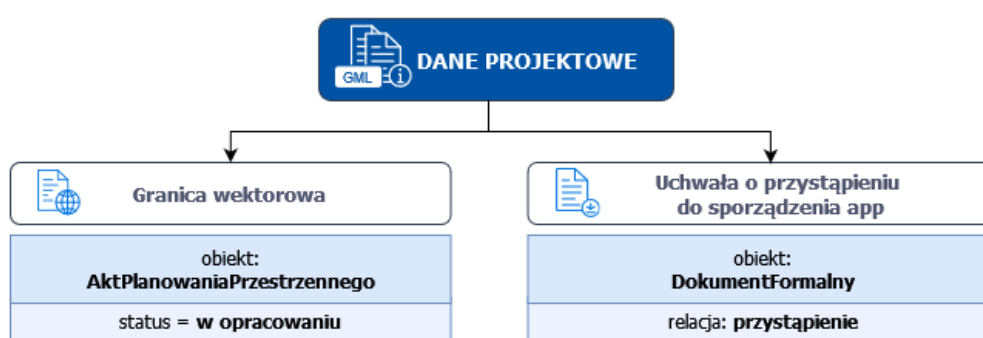 GML
DANE PROJEKTOWE
Granica wektorowa
Uchwała o przystąpieniu
do sporządzenia app
obiekt:
AktPlanowaniaPrzestrzennego
status = w opracowaniu
obiekt:
DokumentFormalny
relacja: przystąpienie